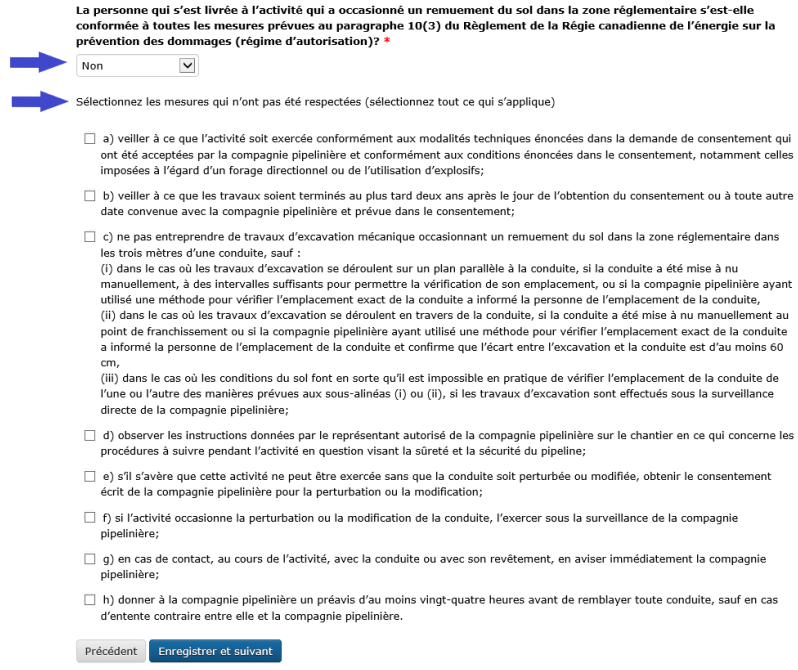 La personne qui s’est livrée à l’activité qui a occasionné un remuement du sol dans la zone réglementaire s’est-elle
conformée à toutes les mesures prévues au paragraphe 10(3) du Règlement de la Régie canadienne de l’énergie sur la
prévention des dommages (régime d’autorisation)? *
Non
Sélectionnez les mesures qui n’ont pas été respectées (sélectionnez tout ce qui s’applique)
a) veiller à ce que l’activité soit exercée conformément aux modalités techniques énoncées dans la demande de consentement qui
ont été acceptées par la compagnie pipelinière et conformément aux conditions énoncées dans le consentement, notamment celles
imposées à l’égard d’un forage directionnel ou de l’utilisation d’explosifs;
b) veiller à ce que les travaux soient terminés au plus tard deux ans après le jour de l’obtention du consentement ou à toute autre
date convenue avec la compagnie pipelinière et prévue dans le consentement;
c) ne pas entreprendre de travaux d’excavation mécanique occasionnant un remuement du sol dans la zone réglementaire dans
les trois mètres d’une conduite, sauf :
(i) dans le cas où les travaux d’excavation se déroulent sur un plan parallèle à la conduite, si la conduite a été mise à nu
manuellement, à des intervalles suffisants pour permettre la vérification de son emplacement, ou si la compagnie pipelinière ayant
utilisé une méthode pour vérifier l’emplacement exact de la conduite a informé la personne de l’emplacement de la conduite,
(ii) dans le cas où les travaux d’excavation se déroulent en travers de la conduite, si la conduite a été mise à nu manuellement au
point de franchissement ou si la compagnie pipelinière ayant utilisé une méthode pour vérifier l’emplacement exact de la conduite
a informé la personne de l’emplacement de la conduite et confirme que l’écart entre l’excavation et la conduite est d’au moins 60
cm,
(iii) dans le cas où les conditions du sol font en sorte qu’il est impossible en pratique de vérifier l’emplacement de la conduite de
l’une ou l’autre des manières prévues aux sous-alinéas (i) ou (ii), si les travaux d’excavation sont effectués sous la surveillance
directe de la compagnie pipelinière;
d) observer les instructions données par le représentant autorisé de la compagnie pipelinière sur le chantier en ce qui concerne les
procédures à suivre pendant l’activité en question visant la sûreté et la sécurité du pipeline;
e) s’il s’avère que cette activité ne peut être exercée sans que la conduite soit perturbée ou modifiée, obtenir le consentement
écrit de la compagnie pipelinière pour la perturbation ou la modification;
f) si l’activité occasionne la perturbation ou la modification de la conduite, l’exercer sous la surveillance de la compagnie
pipelinière;
g) en cas de contact, au cours de l’activité, avec la conduite ou avec son revêtement, en aviser immédiatement la compagnie
pipelinière;
h) donner à la compagnie pipelinière un préavis d’au moins vingt-quatre heures avant de remblayer toute conduite, sauf en cas
d’entente contraire entre elle et la compagnie pipelinière.
Précédent Enregistrer et suivant